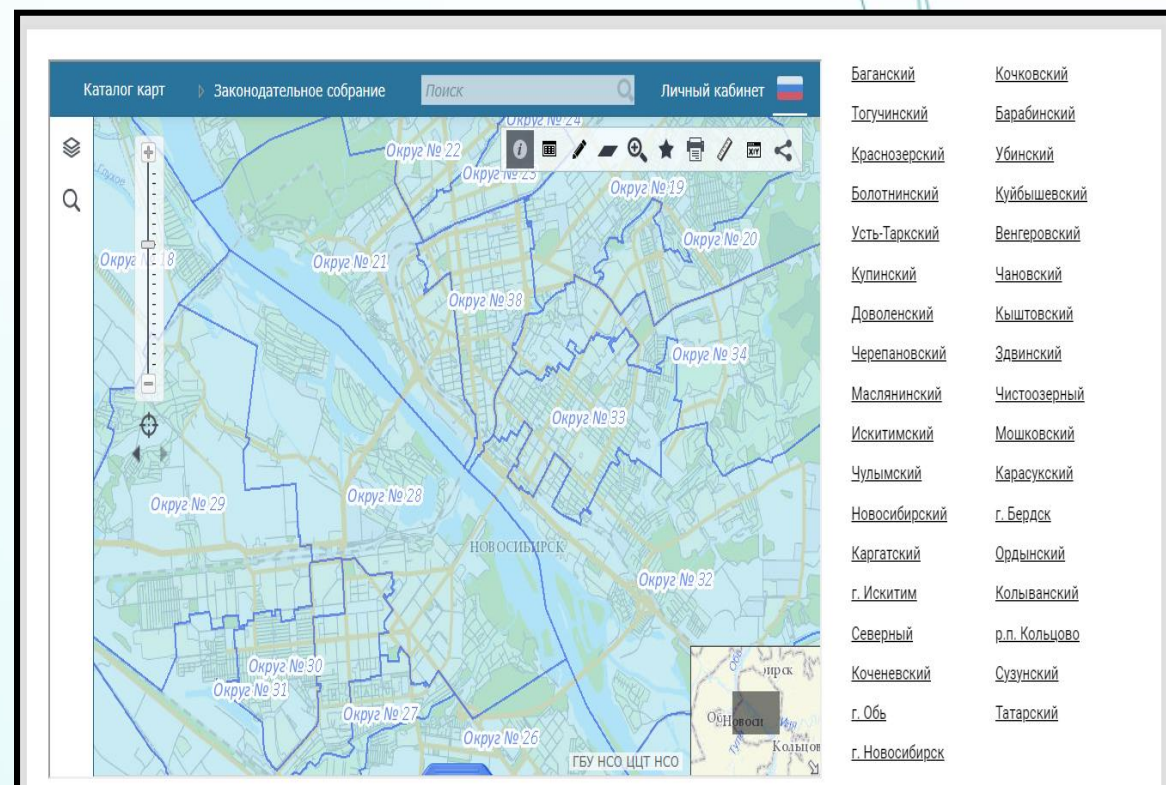 Каталог карт
Законодательное собрание
Поиск
Личный кабинет
Округ № 24
Округ № 22
Округ № 23
Округ № 19
Округ № 20
Округ № 18
Округ № 21
Округ № 38
Округ № 34
Округ № 33
Округ № 29
Округ № 28
НОВОСИБИРСК
Округ № 32
Округ № 30
Округ № 31
Округ № 27
Округ № 26
ГБУ НСО ЦЦТ НСО
Баганский
Тогучинский
Краснозерский
Болотнинский
Усть-Таркский
Купинский
Доволенский
Черепановский
Маслянинский
Искитимский
Чулымский
Новосибирский
Каргатский
г. Искитим
Северный
Коченевский
г. Обь
г. Новосибирск
Кочковский
Барабинский
Убинский
Куйбышевский
Венгеровский
Чановский
Кыштовский
Здвинский
Чистоозерный
Мошковский
Карасукский
г. Бердск
Ордынский
Колыванский
р.п. Кольцово
Сузунский
Татарский